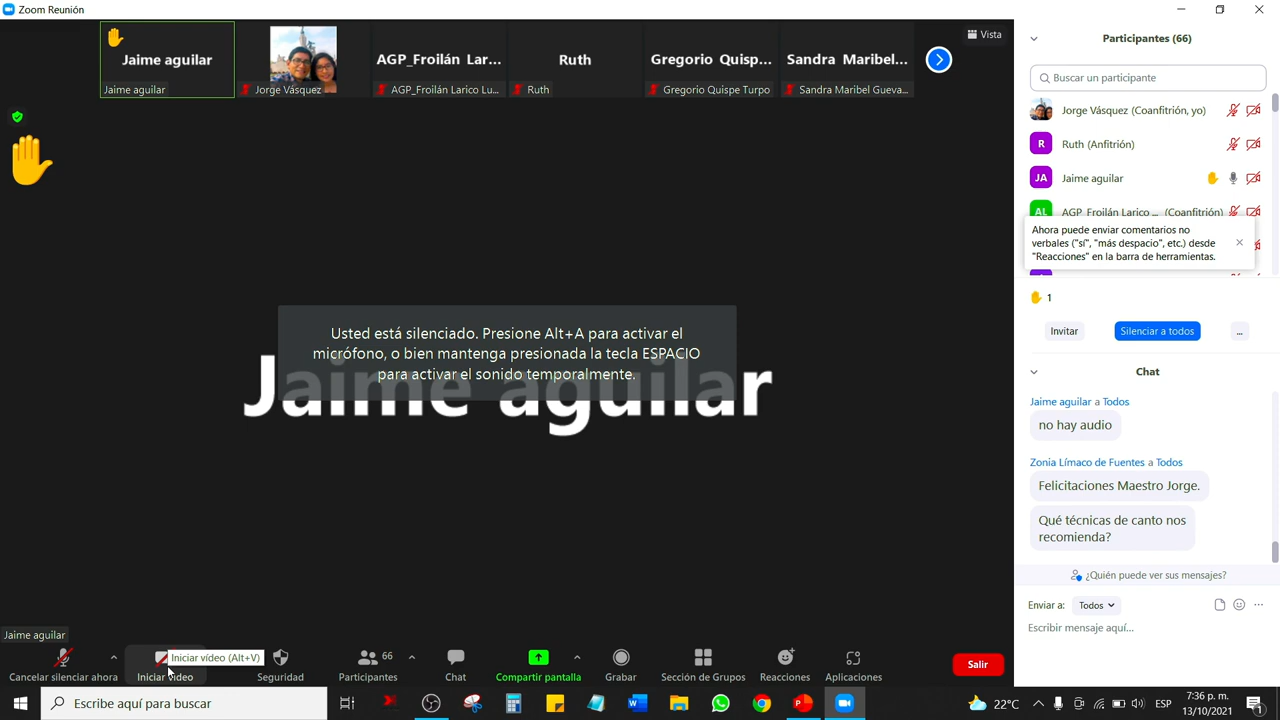 Zoom Reunión
Jaime aguilar
Jaime aguilar
Jorge Vásquez
AGP_Froilán Lar...
AGP_Froilán Larico Lu...
Ruth
Ruth
Gregorio Quisp...
Gregorio Quispe Turpo
Sandra Maribel...
Sandra Maribel Gueva...
Vista
Usted está silenciado. Presione Alt+A para activar el
micrófono, o bien mantenga presionada la tecla ESPACIO
para activar el sonido temporalmente.
Jaime aguilar
Jaime aguilar
Iniciar vídeo (Alt+V)
Cancelar silenciar ahora
Iniciar vídeo
Seguridad
66
Participantes
Chat
Compartir pantalla
Grabar
Sección de Grupos
Reacciones
Aplicaciones
Salir
Participantes (66)
Buscar un participante
Jorge Vásquez (Coanfitrión, yo)
R
Ruth (Anfitrión)
JA
Jaime aguilar
AL
AGP_Froilán Larico ... (Coanfitrión)
Ahora puede enviar comentarios no
verbales ("sí", "más despacio", etc.) desde
"Reacciones" en la barra de herramientas.
1
Invitar
Silenciar a todos
...
Chat
Jaime aguilar a Todos
no hay audio
Zonia Límaco de Fuentes a Todos
Felicitaciones Maestro Jorge.
Qué técnicas de canto nos
recomienda?
¿Quién puede ver sus mensajes?
Enviar a: Todos
Escribir mensaje aquí...
Escribe aquí para buscar
22°C
ESP
7:36 p. m.
13/10/2021
1